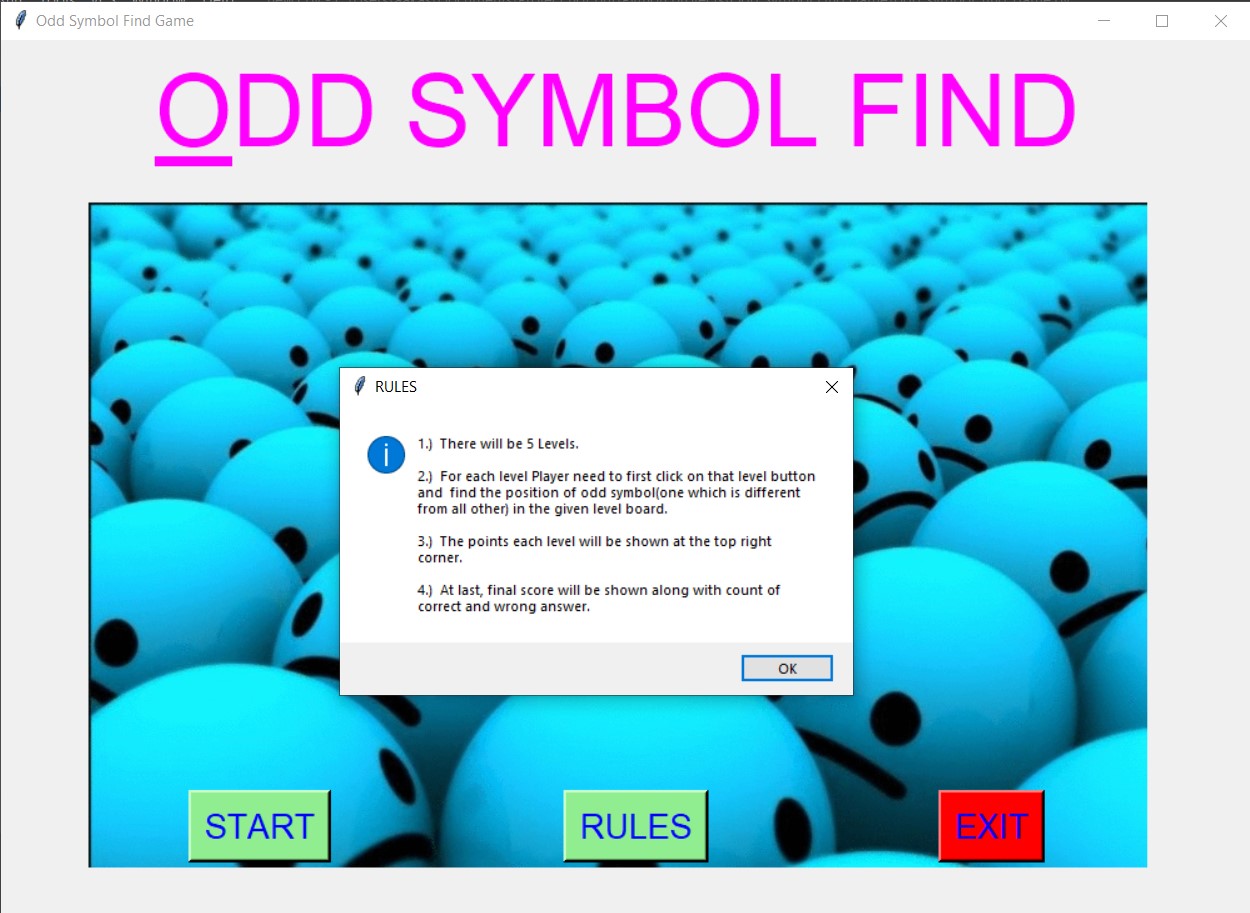 Odd Symbol Find Game
ODD SYMBOL FIND
RULES
1.)  There will be 5 Levels.
2.)  For each level Player need to first click on that level button
and  find the position of odd symbol(one which is different
from all other) in the given level board.
3.)  The points each level will be shown at the top right
corner.
4.)  At last, final score will be shown along with count of
correct and wrong answer.
OK
START RULES EXIT